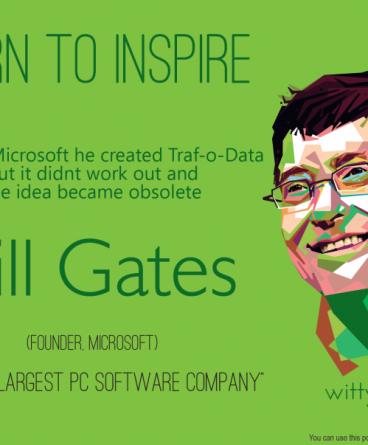 RN TO INSPIRE
Microsoft he created Traf-o-Data
ut it didnt work out and
e idea became obsolete
ill Gates
(FOUNDER, MICROSOFT)
LARGEST PC SOFTWARE COMPANY"
witty
You can use this po